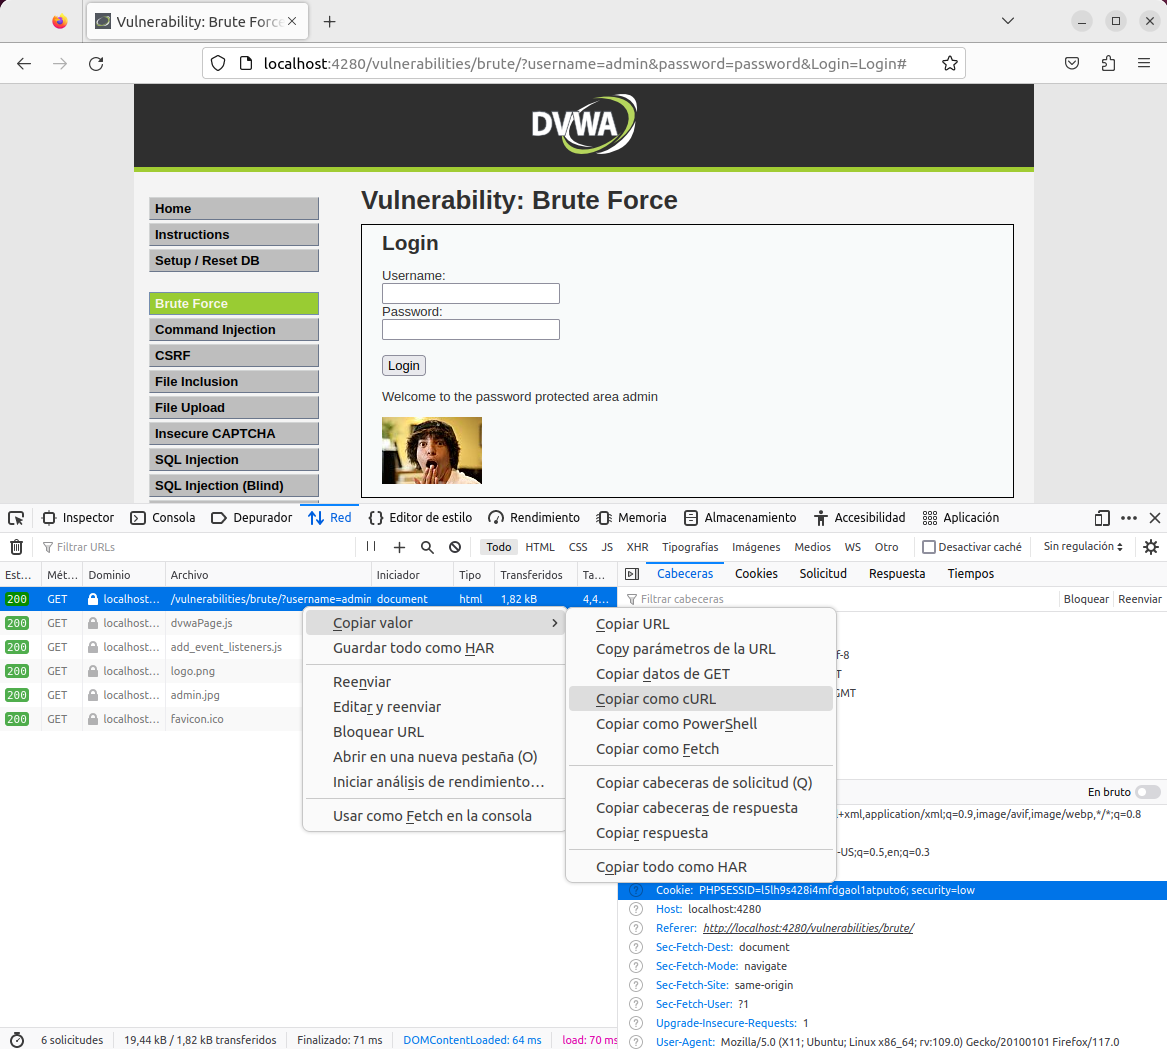 Vulnerability: Brute Force
localhost:4280/vulnerabilities/brute/?username=admin&password=password&Login=Login#
DVWA
Home
Instructions
Setup / Reset DB
Brute Force
Command Injection
CSRF
File Inclusion
File Upload
Insecure CAPTCHA
SQL Injection
SQL Injection (Blind)
Vulnerability: Brute Force
Login
Username:
Password:
Login
Welcome to the password protected area admin
Inspector Consola Depurador Red Editor de estilo Rendimiento Memoria Almacenamiento Accesibilidad Aplicación
Filtrar URLs Todo HTML CSS JS XHR Tipografías Imágenes Medios WS Otro Desactivar caché Sin regulación
Est... Mét... Dominio Archivo Iniciador Tipo Transferidos Ta...
200 GET localhost... /vulnerabilities/brute/?username=admin document html 1,82 kB 4,4...
200 GET localhost... dvwaPage.js
200 GET localhost... add_event_listeners.js
200 GET localhost... logo.png
200 GET localhost... admin.jpg
200 GET localhost... favicon.ico
Copiar valor
Guardar todo como HAR
Reenviar
Editar y reenviar
Bloquear URL
Abrir en una nueva pestaña (O)
Iniciar análisis de rendimiento...
Usar como Fetch en la consola
Copiar URL
Copy parámetros de la URL
Copiar datos de GET
Copiar como cURL
Copiar como PowerShell
Copiar como Fetch
Copiar cabeceras de solicitud (Q)
Copiar cabeceras de respuesta
Copiar respuesta
Copiar todo como HAR
Cabeceras Cookies Solicitud Respuesta Tiempos
Filtrar cabeceras Bloquear Reenviar
f-8
T
GMT
En bruto
l+xml,application/xml;q=0.9,image/avif,image/webp,*/*;q=0.8
-US;q=0.5,en;q=0.3
Cookie: PHPSESSID=l5lh9s428i4mfdgaol1atputo6; security=low
Host: localhost:4280
Referer: http://localhost:4280/vulnerabilities/brute/
Sec-Fetch-Dest: document
Sec-Fetch-Mode: navigate
Sec-Fetch-Site: same-origin
Sec-Fetch-User: ?1
Upgrade-Insecure-Requests: 1
User-Agent: Mozilla/5.0 (X11; Ubuntu; Linux x86_64; rv:109.0) Gecko/20100101 Firefox/117.0
6 solicitudes 19,44 kB / 1,82 kB transferidos Finalizado: 71 ms DOMContentLoaded: 64 ms load: 70 ms